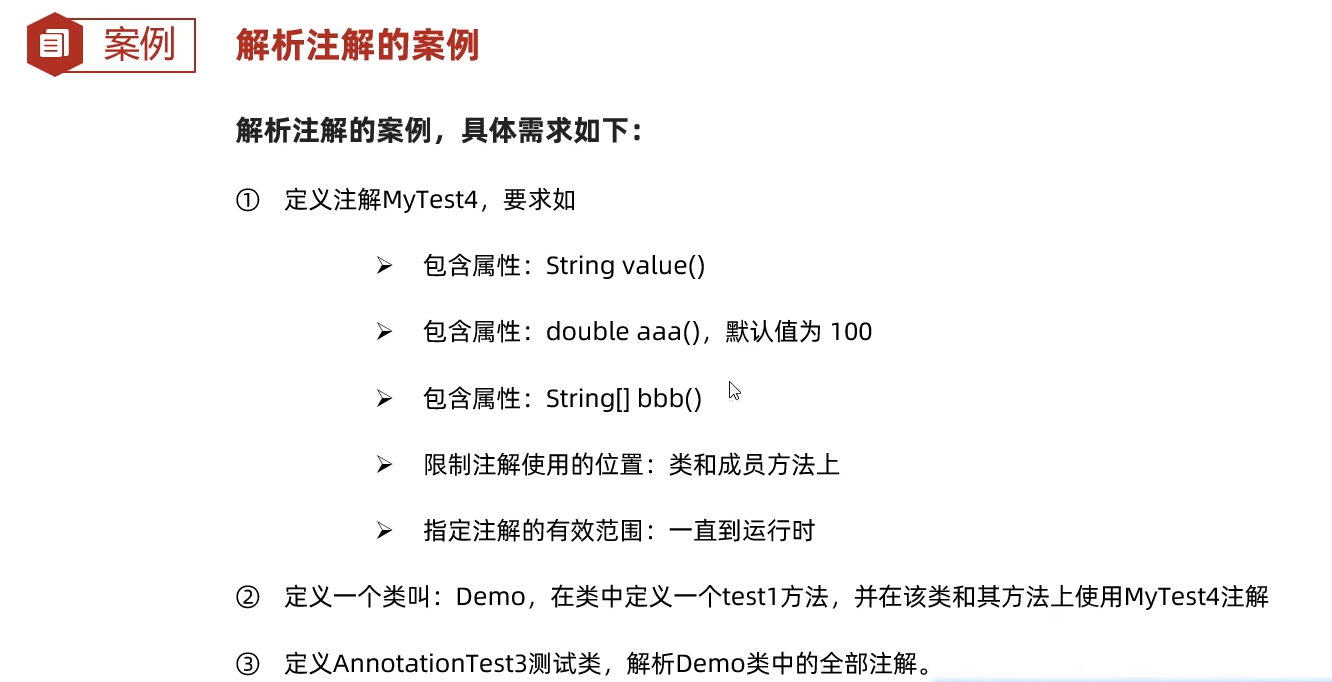 案例
解析注解的案例
解析注解的案例，具体需求如下：
① 定义注解MyTest4，要求如
➢ 包含属性：String value()
➢ 包含属性：double aaa()，默认值为 100
➢ 包含属性：String[] bbb()
➢ 限制注解使用的位置：类和成员方法上
➢ 指定注解的有效范围：一直到运行时
② 定义一个类叫：Demo，在类中定义一个test1方法，并在该类和其方法上使用MyTest4注解
③ 定义AnnotationTest3测试类，解析Demo类中的全部注解。